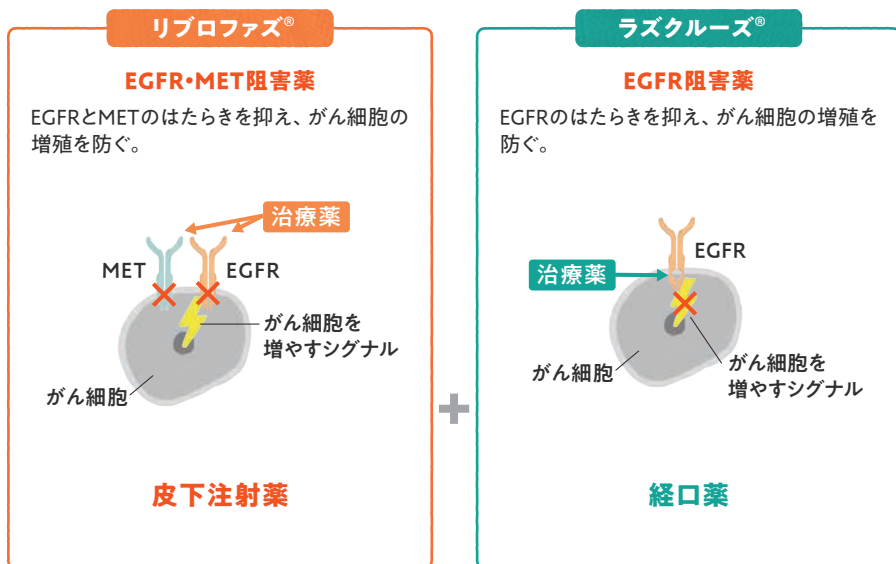 リブロファズ®
EGFR・MET阻害薬
EGFRとMETのはたらきを抑え、がん細胞の
増殖を防ぐ。
治療薬
MET
EGFR
がん細胞を
増やすシグナル
がん細胞
皮下注射薬
+
ラズクルーズ®
EGFR阻害薬
EGFRのはたらきを抑え、がん細胞の増殖を
防ぐ。
EGFR
治療薬
がん細胞
がん細胞を
増やすシグナル
経口薬